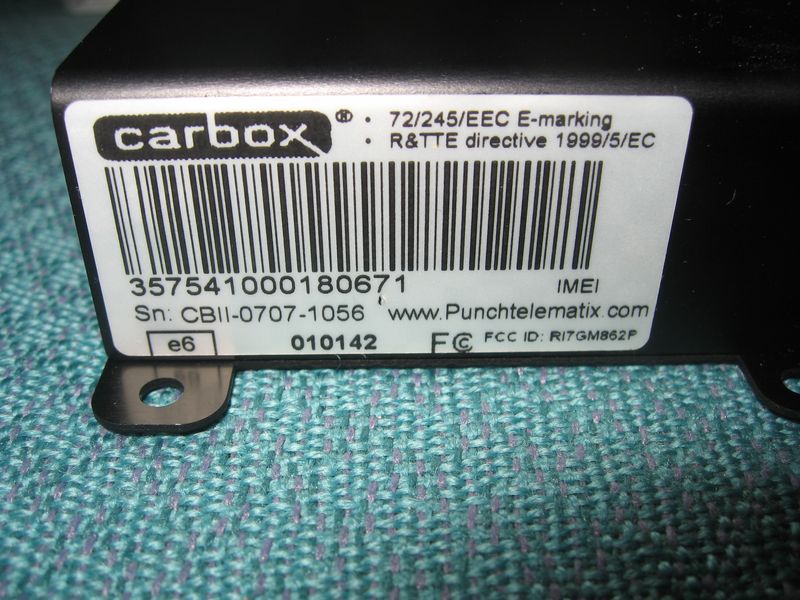 carbox® • 72/245/EEC E-marking
• R&TTE directive 1999/5/EC
357541000180671 IMEI
Sn: CBII-0707-1056 www.Punchtelematix.com
e6 010142 FC FCC ID: RI7GM862P